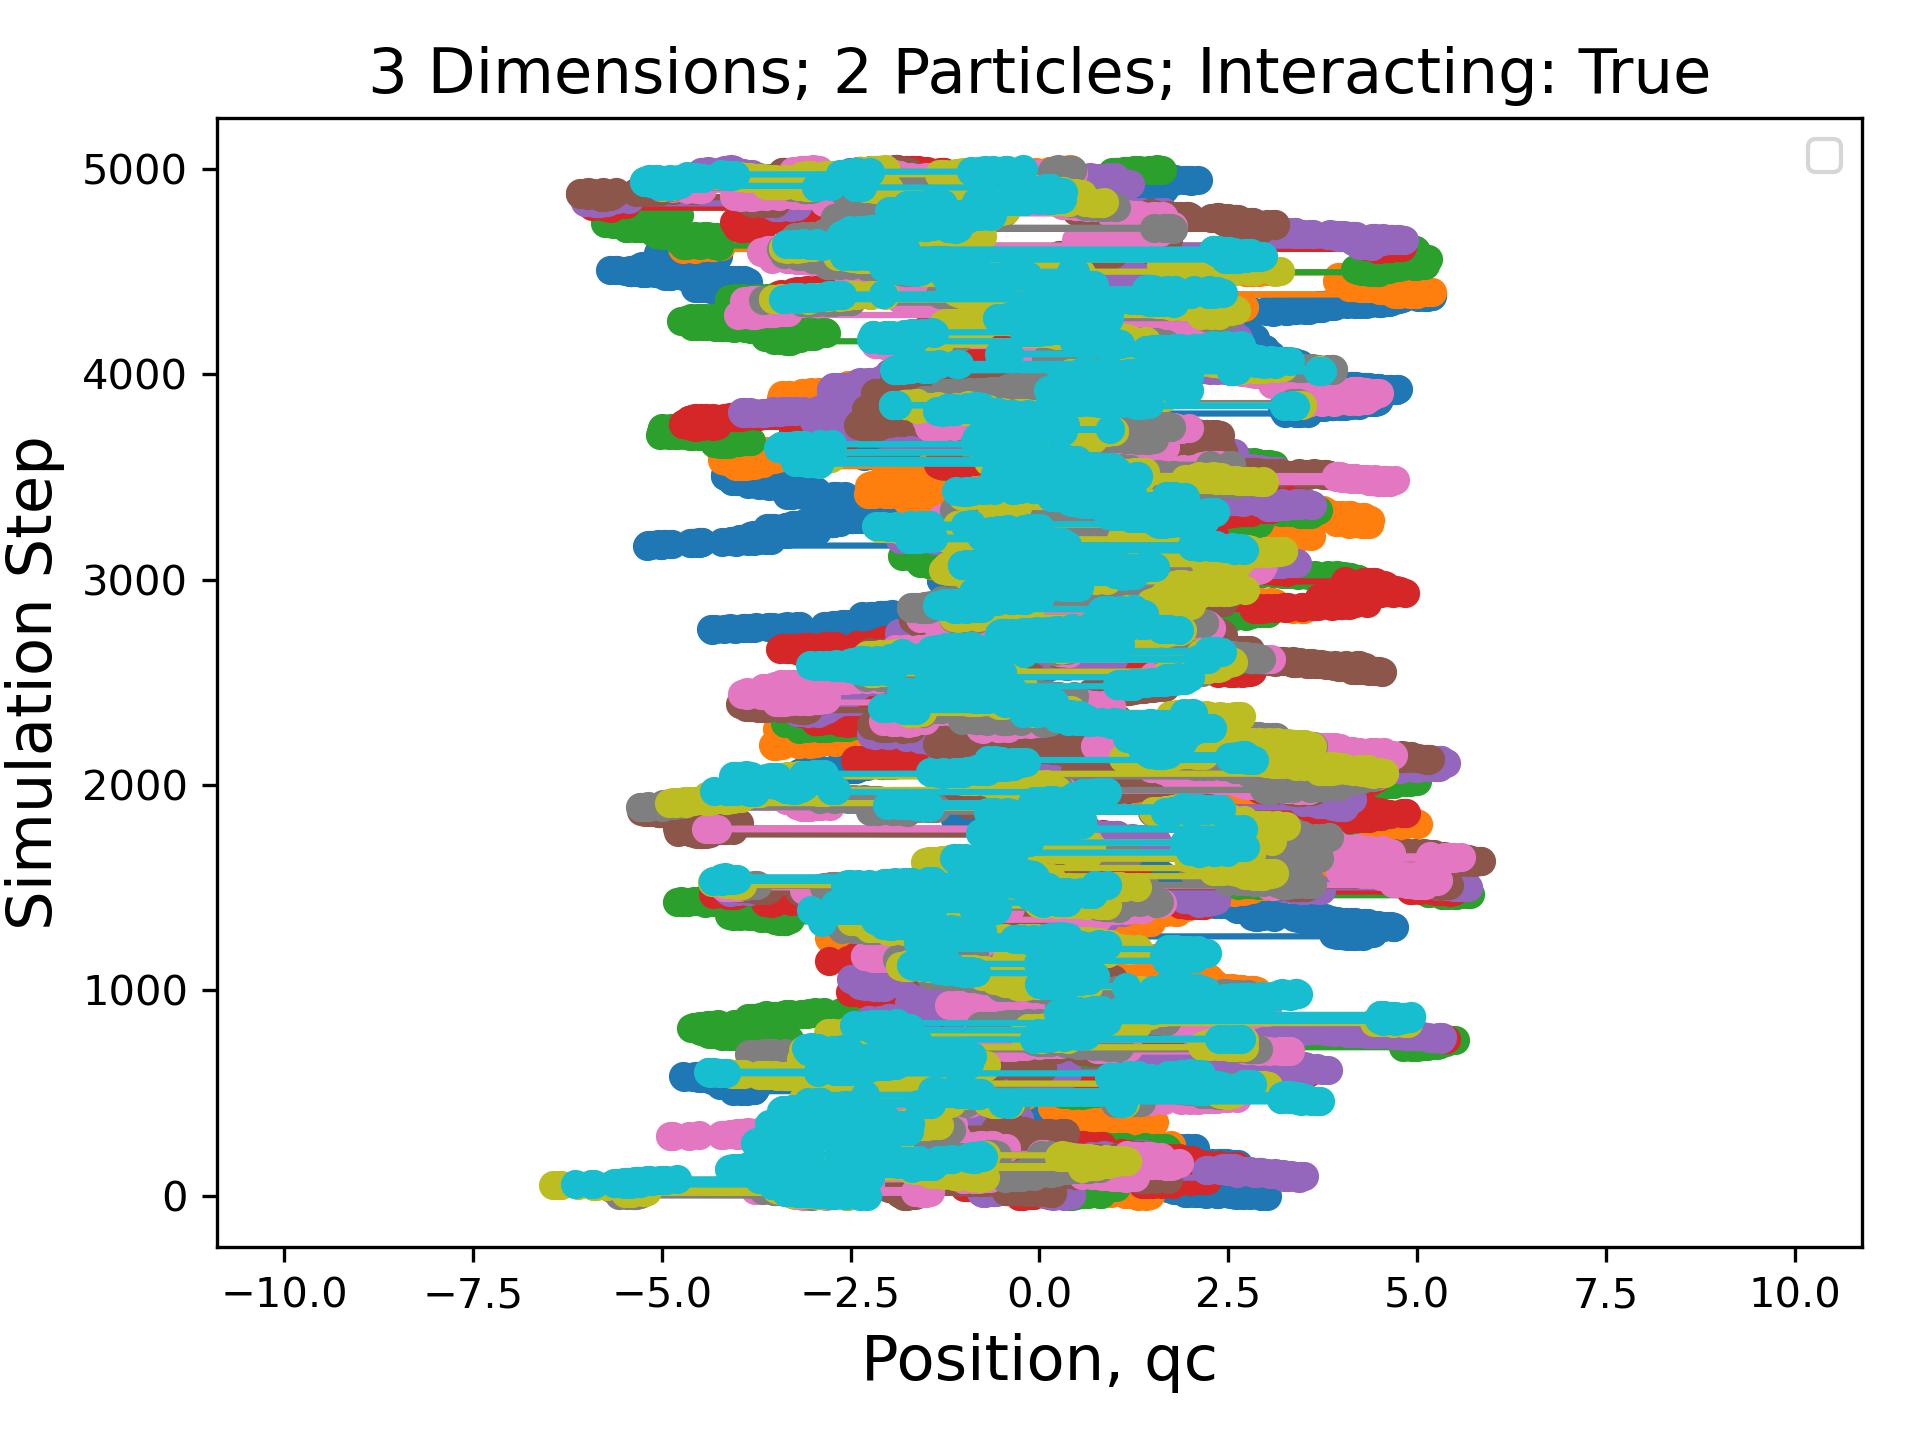 3 Dimensions; 2 Particles; Interacting: True
Simulation Step
5000
4000
3000
2000
1000
0
−10.0 −7.5 −5.0 −2.5 0.0 2.5 5.0 7.5 10.0
Position, qc